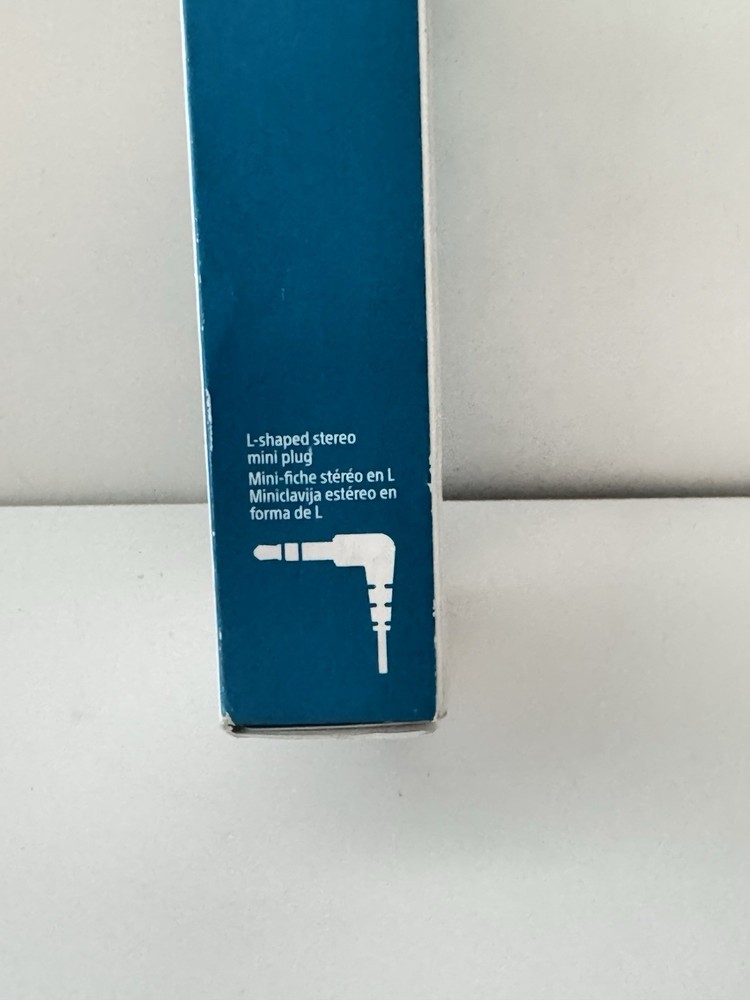 L-shaped stereo
mini plug
Mini-fiche stéréo en L
Miniclavija estéreo en
forma de L